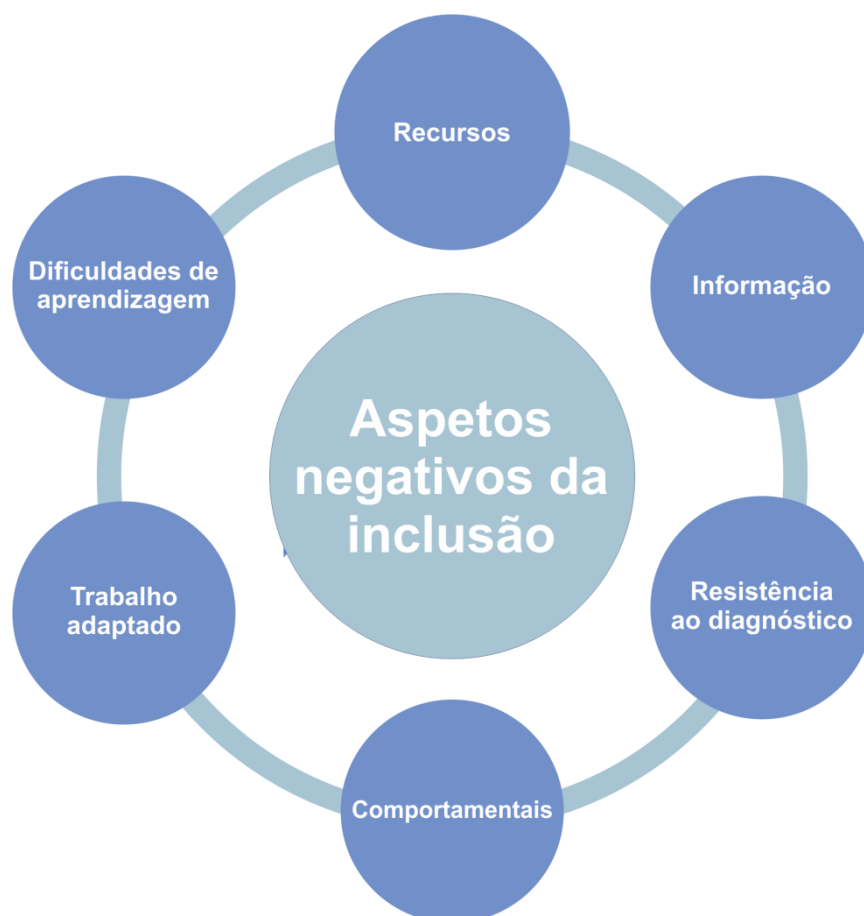 Recursos
Informação
Resistência
ao diagnóstico
Comportamentais
Trabalho
adaptado
Dificuldades de
aprendizagem
Aspetos
negativos da
inclusão